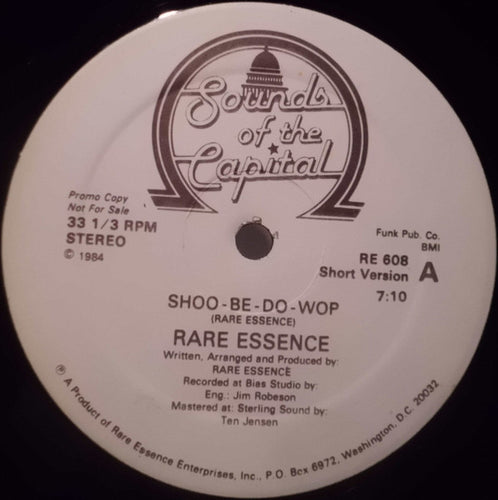 Sounds
of the
Capital
Promo Copy
Not For Sale
33 1/3 RPM
STEREO
© 1984
Funk Pub. Co.
BMI
RE 608
Short Version A
7:10
SHOO-BE-DO-WOP
(RARE ESSENCE)
RARE ESSENCE
Written, Arranged and Produced by:
RARE ESSENCE
Recorded at Bias Studio by:
Eng.: Jim Robeson
Mastered at: Sterling Sound by:
Ten Jensen
℗ A Product of Rare Essence Enterprises, Inc., P.O. Box 6972, Washington, D.C. 20032